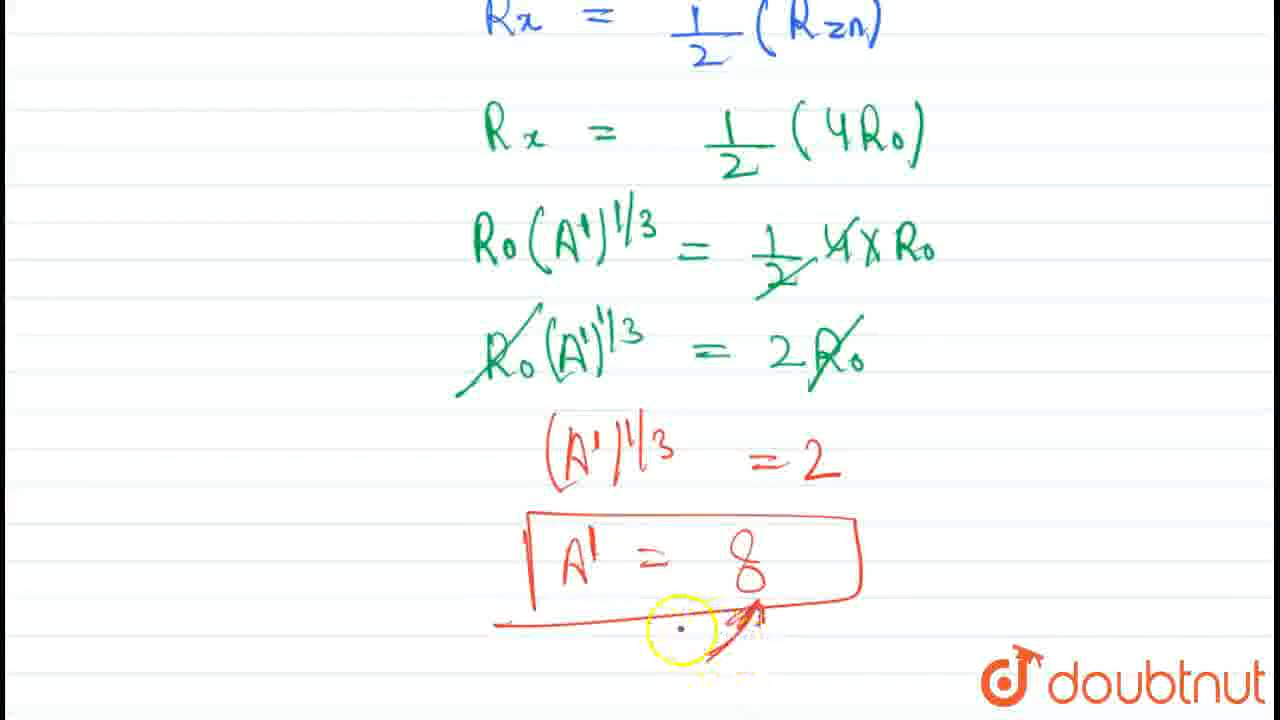 Rx = 1/2 (Rzn)
Rx = 1/2 (4R0)
R0(A')^1/3 = 1/2 4 x R0
R0(A')^1/3 = 2R0
(A')^1/3 = 2
A' = 8
doubtnut